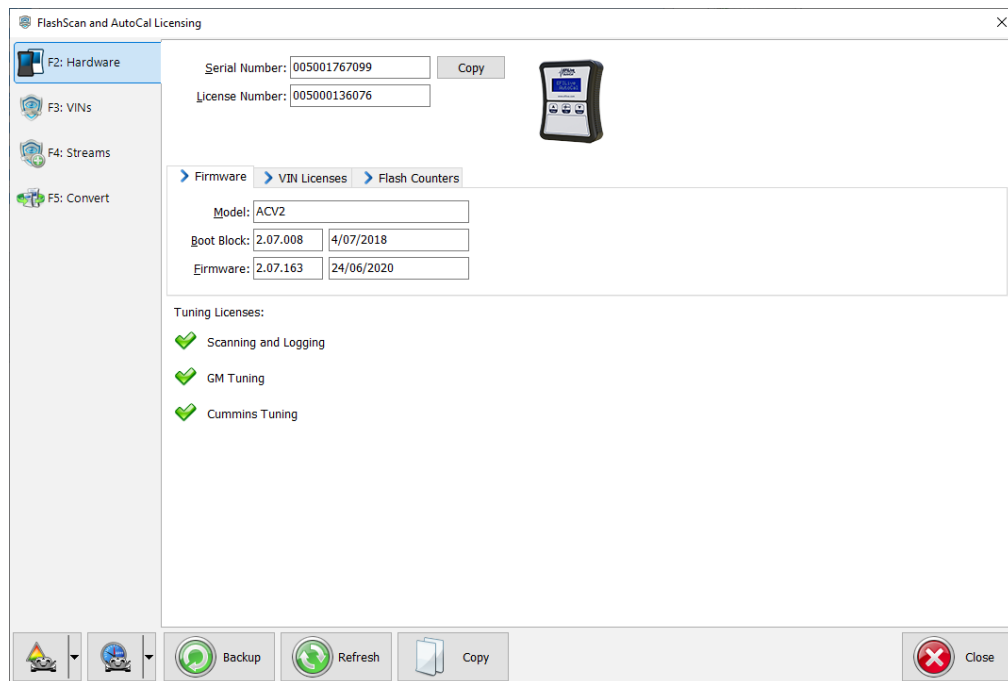 FlashScan and AutoCal Licensing
F2: Hardware
F3: VINs
F4: Streams
F5: Convert
Serial Number: 005001767099 Copy
License Number: 005000136076
Firmware VIN Licenses Flash Counters
Model: ACV2
Boot Block: 2.07.008 4/07/2018
Firmware: 2.07.163 24/06/2020
Tuning Licenses:
Scanning and Logging
GM Tuning
Cummins Tuning
Backup Refresh Copy Close